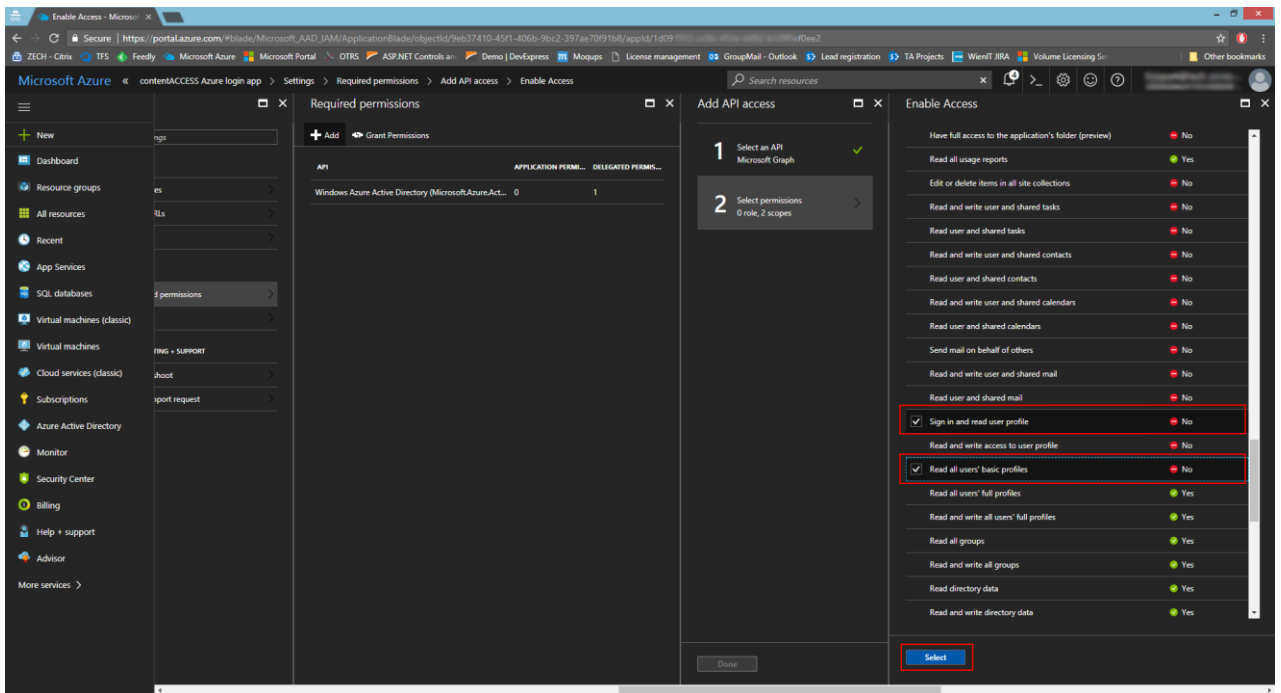 Enable Access - Microsof
Secure | https://portal.azure.com/#blade/Microsoft_AAD_IAM/ApplicationBlade/objectId/9eb37410-45f1-406b-9bc2-397ae70f91b8/appId/1d09 ef0ee2
ZECH - Citrix TFS Feedly Microsoft Azure Microsoft Portal OTRS ASP.NET Controls an Demo | DevExpress Moqups License management GroupMail - Outlook Lead registration TA Projects WienIT JIRA Volume Licensing Se Other bookmarks
Microsoft Azure « contentACCESS Azure login app > Settings > Required permissions > Add API access > Enable Access
Search resources
New
Dashboard
Resource groups
All resources
Recent
App Services
SQL databases
Virtual machines (classic)
Virtual machines
Cloud services (classic)
Subscriptions
Azure Active Directory
Monitor
Security Center
Billing
Help + support
Advisor
More services >
ngs
es
RLs
d permissions
TING + SUPPORT
shoot
pport request
Required permissions
Add Grant Permissions
API APPLICATION PERMI... DELEGATED PERMIS...
Windows Azure Active Directory (Microsoft.Azure.Act... 0 1
Add API access
1 Select an API
Microsoft Graph
2 Select permissions
0 role, 2 scopes
Done
Enable Access
Have full access to the application's folder (preview) No
Read all usage reports Yes
Edit or delete items in all site collections No
Read and write user and shared tasks No
Read user and shared tasks No
Read and write user and shared contacts No
Read user and shared contacts No
Read and write user and shared calendars No
Read user and shared calendars No
Send mail on behalf of others No
Read and write user and shared mail No
Read user and shared mail No
Sign in and read user profile No
Read and write access to user profile No
Read all users' basic profiles No
Read all users' full profiles Yes
Read and write all users' full profiles Yes
Read all groups Yes
Read and write all groups Yes
Read directory data Yes
Read and write directory data Yes
Select